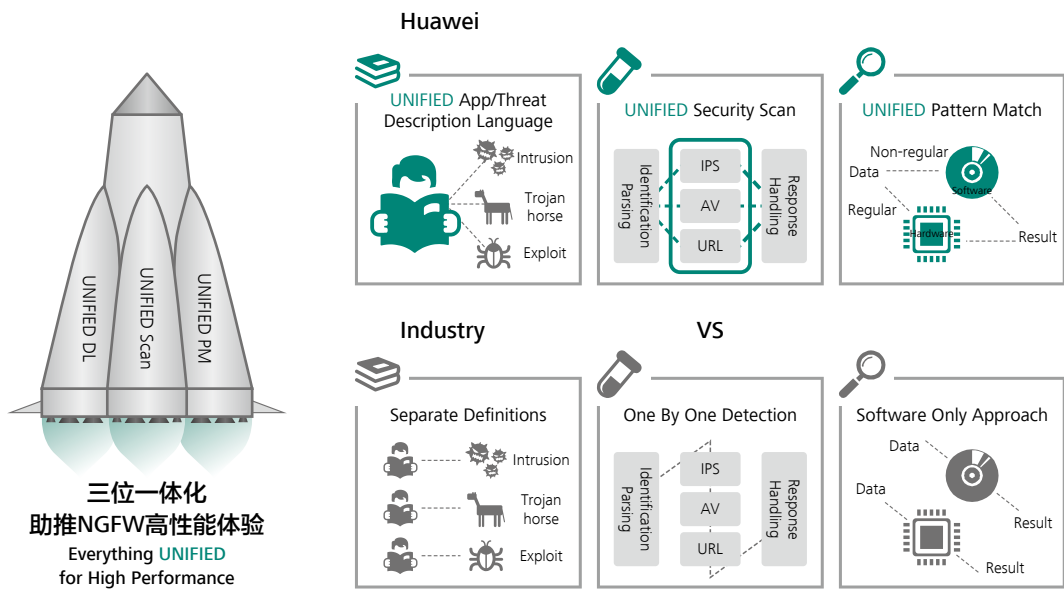 UNIFIED DL
UNIFIED Scan
UNIFIED PM
三位一体化
助推NGFW高性能体验
Everything UNIFIED
for High Performance
Huawei
UNIFIED App/Threat
Description Language
Intrusion
Trojan
horse
Exploit
UNIFIED Security Scan
Identification
Parsing
IPS
AV
URL
Response
Handling
UNIFIED Pattern Match
Non-regular
Data
Software
Regular
Hardware
Result
Industry
VS
Separate Definitions
Intrusion
Trojan
horse
Exploit
One By One Detection
Identification
Parsing
IPS
AV
URL
Response
Handling
Software Only Approach
Data
Data
Result
Result